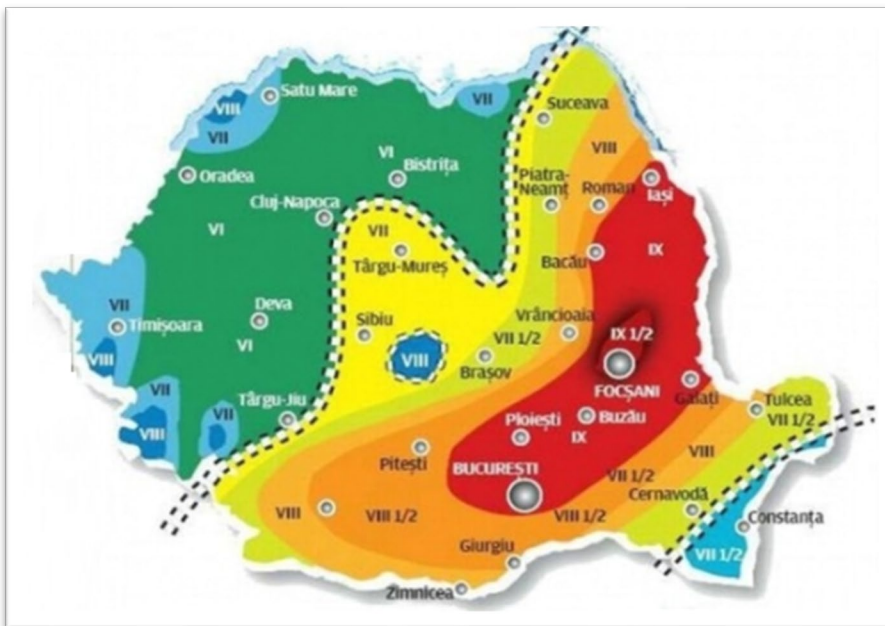 Suceava
Satu Mare
VIII
VII
VII
VI
Bistrița
VIII
Oradea
Piatra-
Neamț
Roman
Iași
Cluj-Napoca
VI
VII
Târgu-Mureș
Bacău
IX
VII
Timișoara
Deva
VI
Sibiu
VIII
Vrâncioaia
VII 1/2
IX 1/2
VIII
Brașov
FOCȘANI
VII
VIII
VII
Târgu-Jiu
Galați
Tulcea
VII 1/2
Ploiești
Buzău
IX
Pitești
BUCUREȘTI
VIII
VII 1/2
Cernavodă
VIII
VIII 1/2
VIII 1/2
Constanța
VII 1/2
Giurgiu
Zimnicea